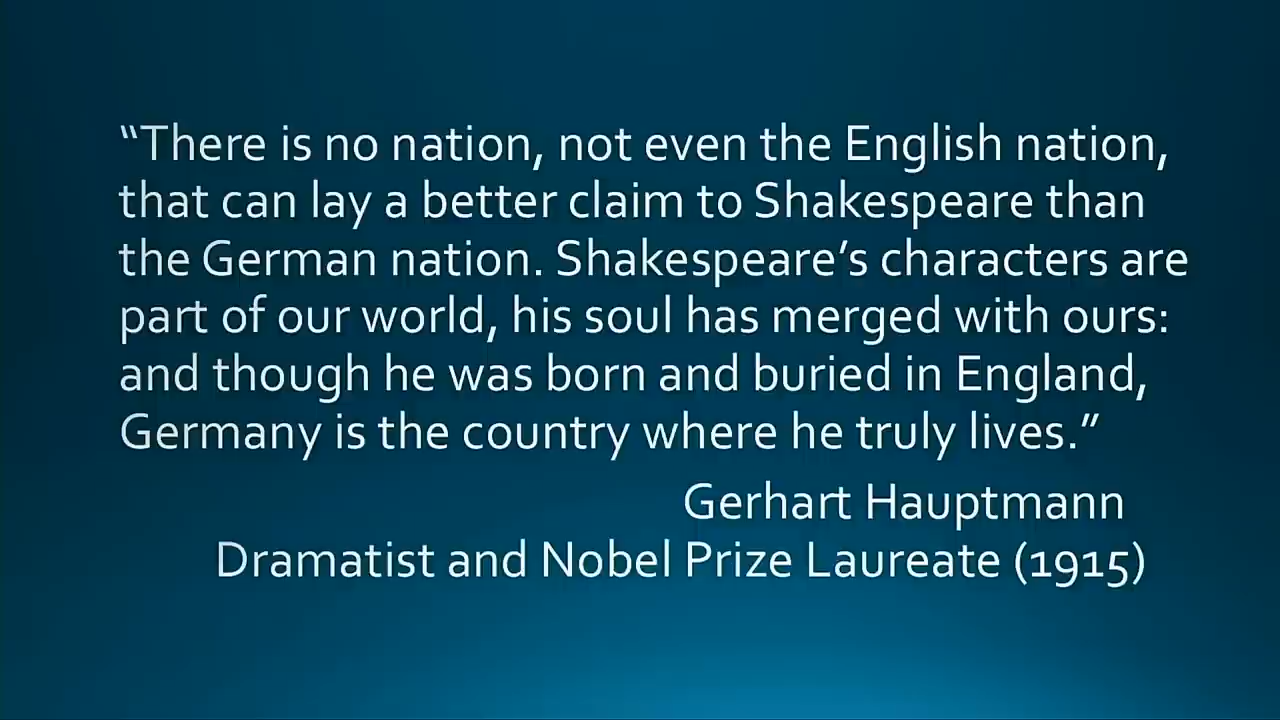 “There is no nation, not even the English nation,
that can lay a better claim to Shakespeare than
the German nation. Shakespeare’s characters are
part of our world, his soul has merged with ours:
and though he was born and buried in England,
Germany is the country where he truly lives.”
Gerhart Hauptmann
Dramatist and Nobel Prize Laureate (1915)